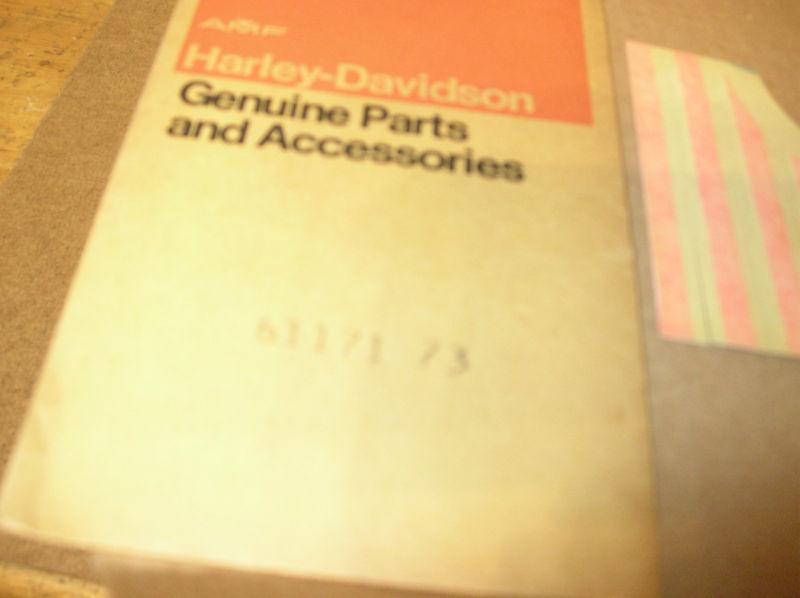 AMF
Harley-Davidson
Genuine Parts
and Accessories
61171 73